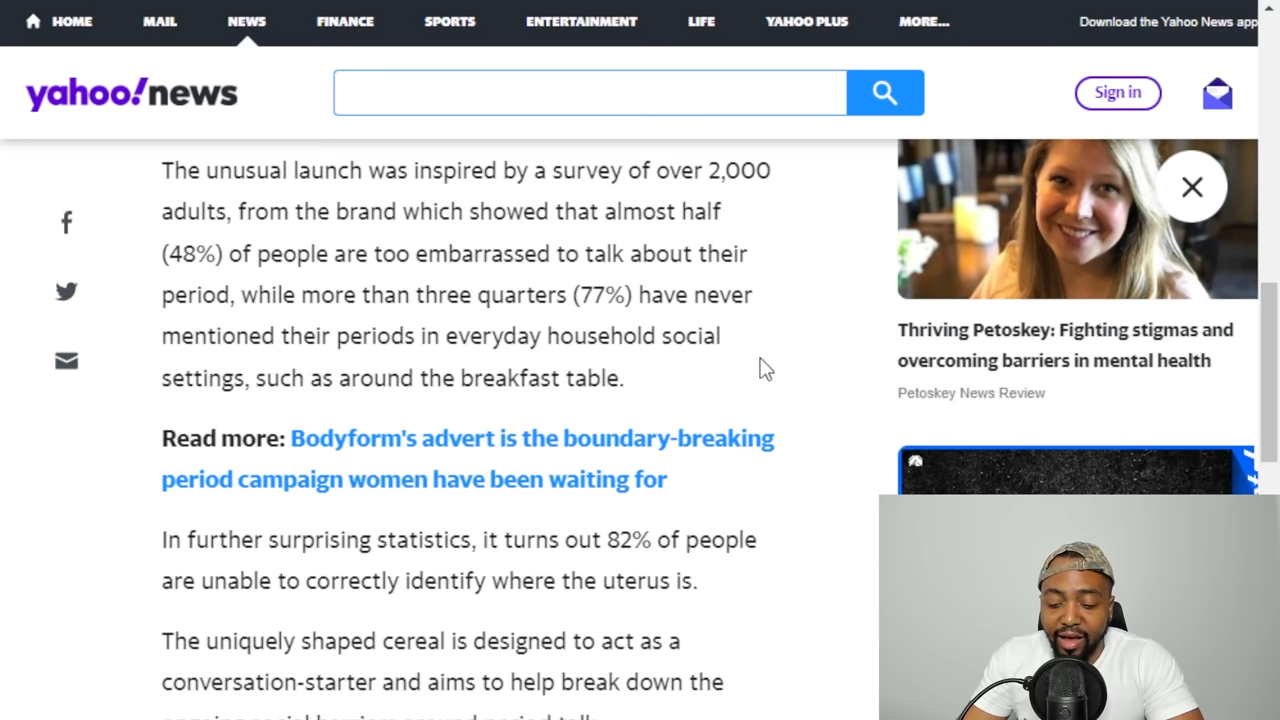 HOME MAIL NEWS FINANCE SPORTS ENTERTAINMENT LIFE YAHOO PLUS MORE... Download the Yahoo News app
yahoo!news
Sign in
The unusual launch was inspired by a survey of over 2,000
adults, from the brand which showed that almost half
(48%) of people are too embarrassed to talk about their
period, while more than three quarters (77%) have never
mentioned their periods in everyday household social
settings, such as around the breakfast table.
Read more: Bodyform's advert is the boundary-breaking
period campaign women have been waiting for
In further surprising statistics, it turns out 82% of people
are unable to correctly identify where the uterus is.
The uniquely shaped cereal is designed to act as a
conversation-starter and aims to help break down the
ongoing social barriers around period talk.
Thriving Petoskey: Fighting stigmas and
overcoming barriers in mental health
Petoskey News Review